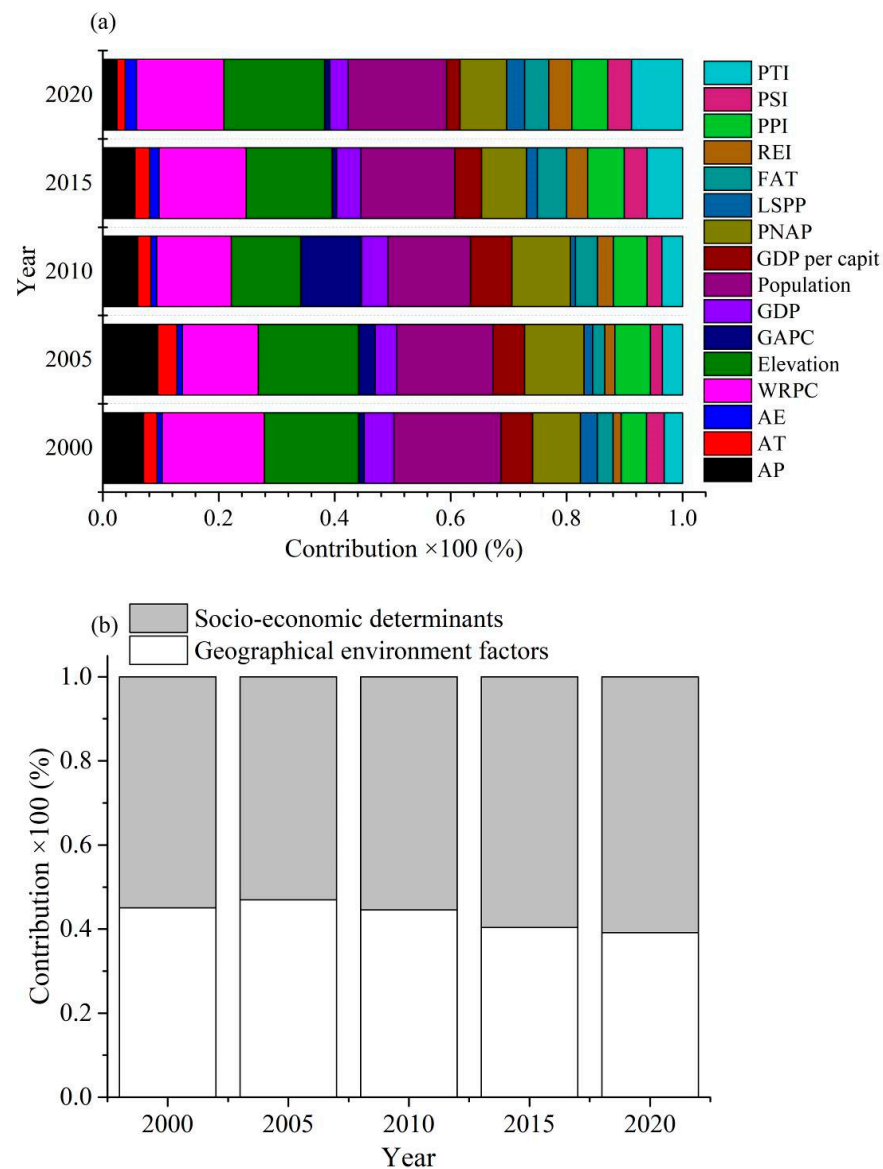 (a)
2020
2015
2010
2005
2000
Year
0.0 0.2 0.4 0.6 0.8 1.0
Contribution ×100 (%)
PTI
PSI
PPI
REI
FAT
LSPP
PNAP
GDP per capit
Population
GDP
GAPC
Elevation
WRPC
AE
AT
AP
(b)
Socio-economic determinants
Geographical environment factors
1.0
0.8
0.6
0.4
0.2
0.0
Contribution ×100 (%)
2000 2005 2010 2015 2020
Year